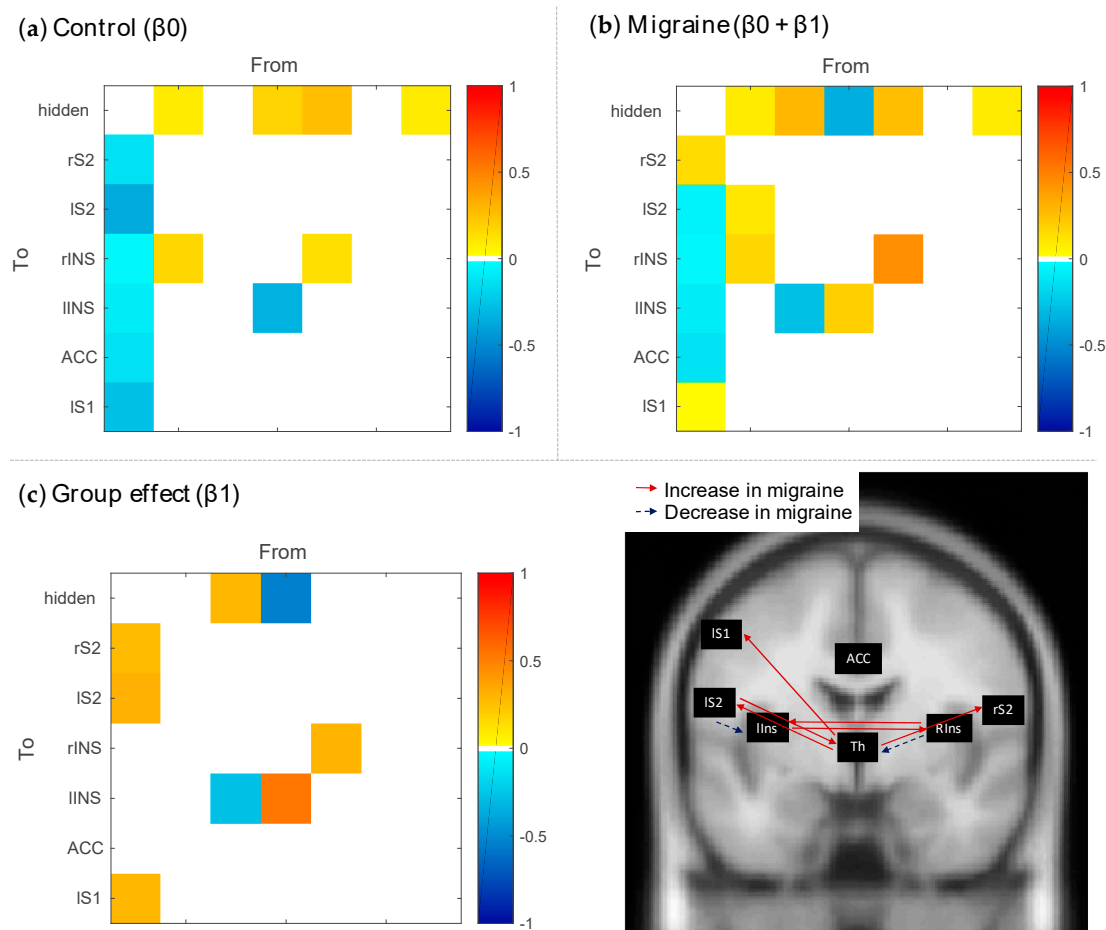 (a) Control (β0)
From
To
hidden
rS2
lS2
rINS
lINS
ACC
lS1
1
0.5
0
-0.5
-1
(b) Migraine (β0 + β1)
From
To
hidden
rS2
lS2
rINS
lINS
ACC
lS1
1
0.5
0
-0.5
-1
(c) Group effect (β1)
From
To
hidden
rS2
lS2
rINS
lINS
ACC
lS1
1
0.5
0
-0.5
-1
Increase in migraine
Decrease in migraine
lS1
ACC
lS2
rS2
lIns
RIns
Th